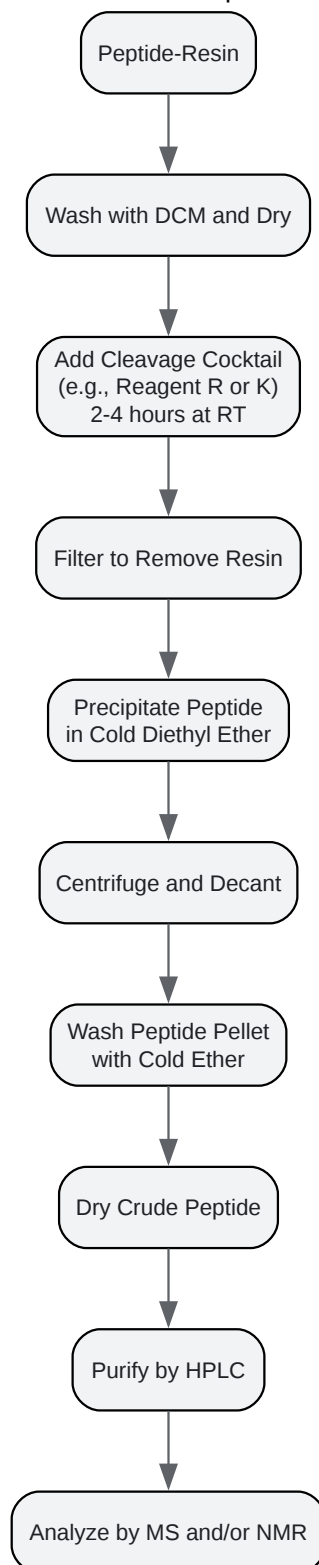 Peptide-Resin
Wash with DCM and Dry
Add Cleavage Cocktail
(e.g., Reagent R or K)
2-4 hours at RT
Filter to Remove Resin
Precipitate Peptide
in Cold Diethyl Ether
Centrifuge and Decant
Wash Peptide Pellet
with Cold Ether
Dry Crude Peptide
Purify by HPLC
Analyze by MS and/or NMR